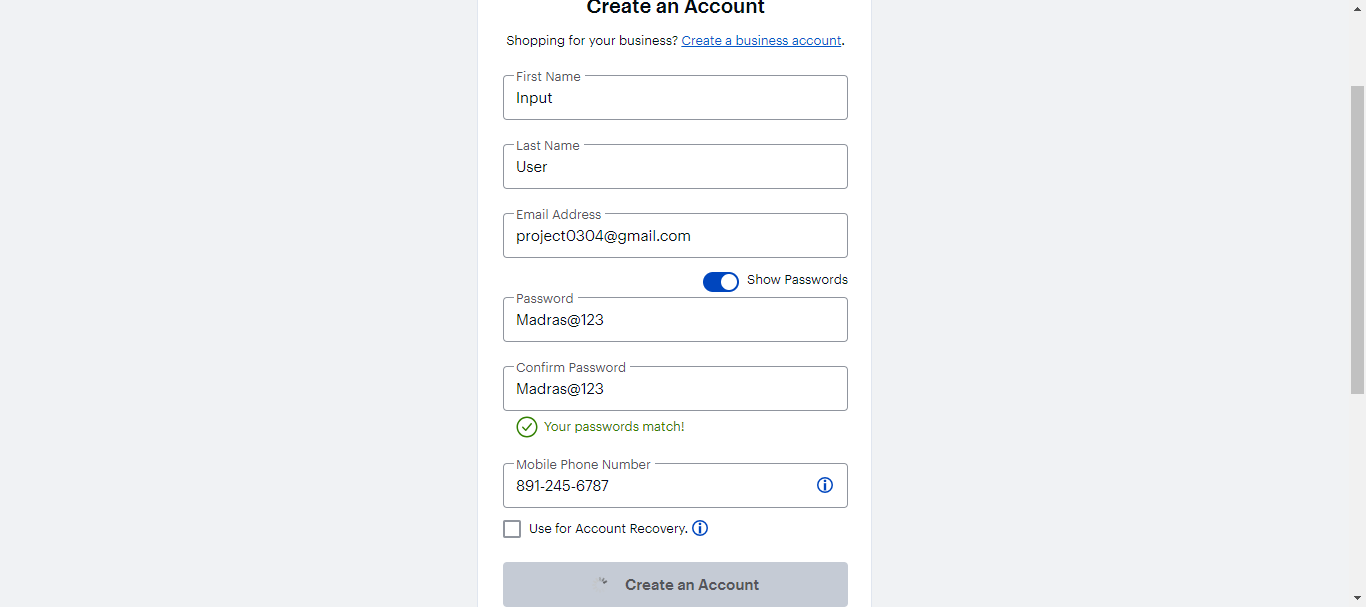 Create an Account
Shopping for your business? Create a business account.
First Name
Input
Last Name
User
Email Address
project0304@gmail.com
Show Passwords
Password
Madras@123
Confirm Password
Madras@123
Your passwords match!
Mobile Phone Number
891-245-6787
Use for Account Recovery.
Create an Account